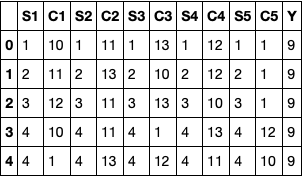 S1 C1 S2 C2 S3 C3 S4 C4 S5 C5 Y
0 1 10 1 11 1 13 1 12 1 1 9
1 2 11 2 13 2 10 2 12 2 1 9
2 3 12 3 11 3 13 3 10 3 1 9
3 4 10 4 11 4 1 4 13 4 12 9
4 4 1 4 13 4 12 4 11 4 10 9